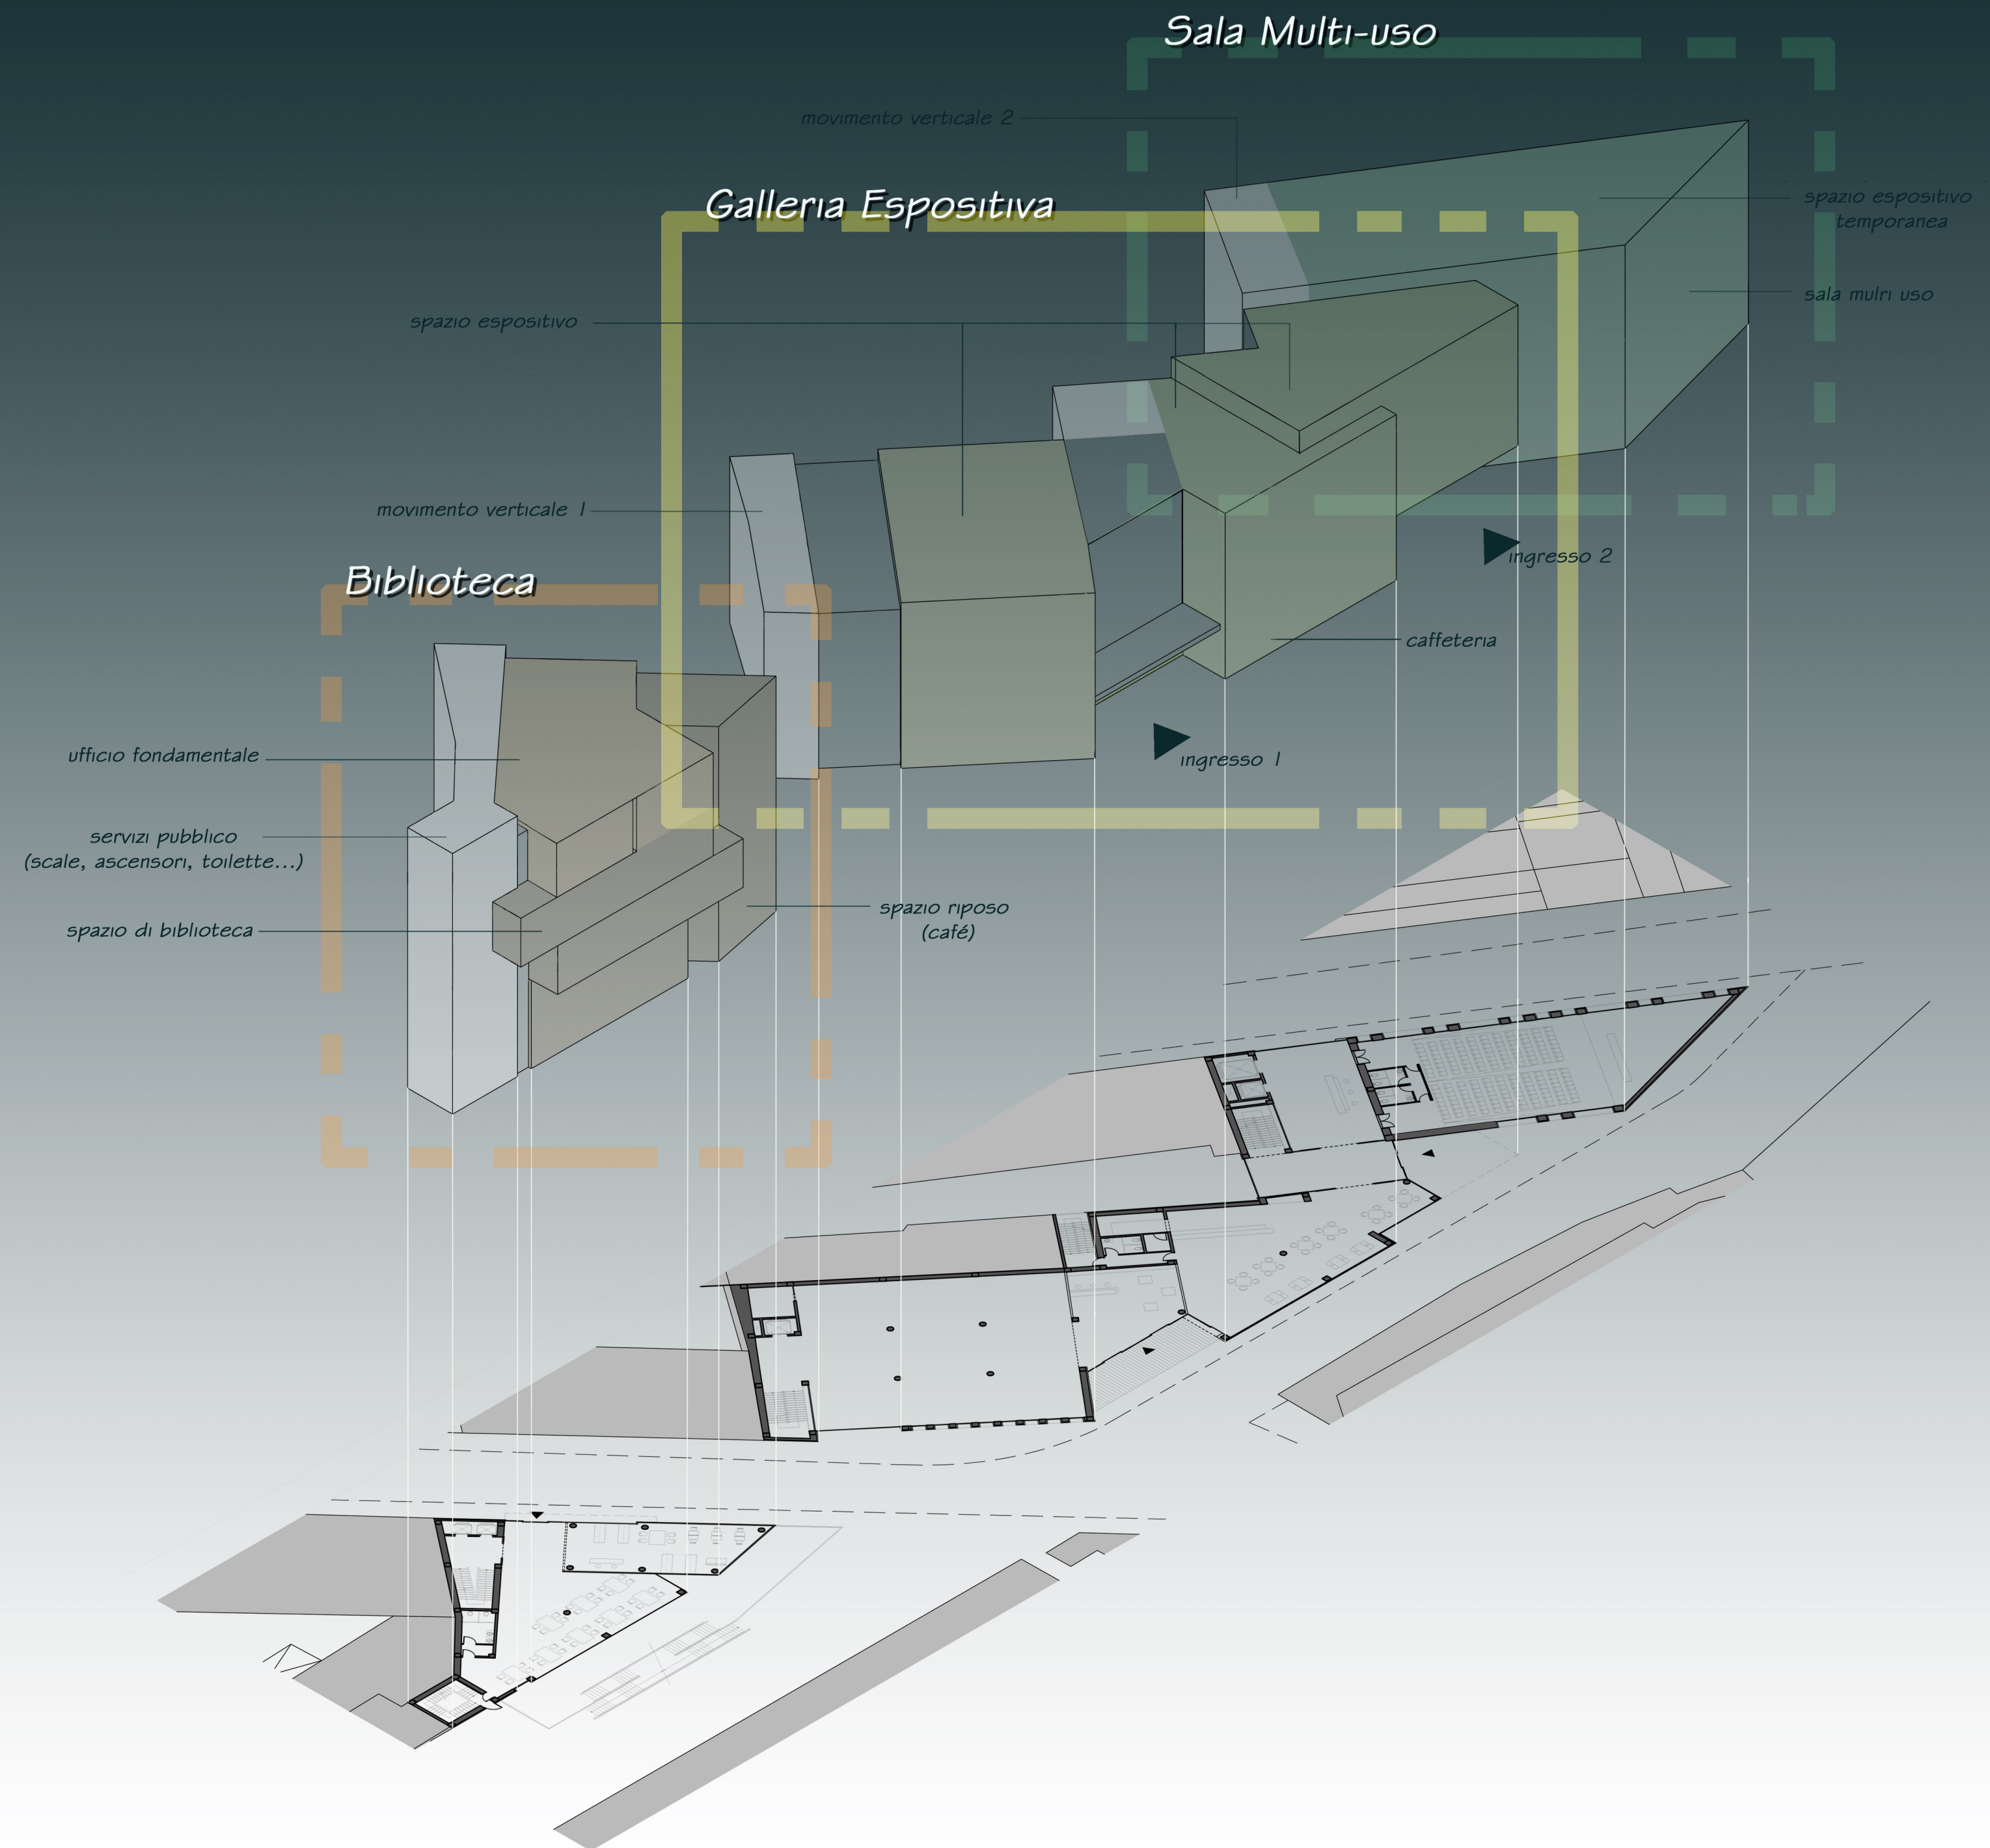 Sala Multi-uso
movimento verticale 2
Galleria Espositiva
spazio espositivo
temporanea
sala mulri uso
spazio espositivo
movimento verticale 1
ingresso 2
Biblioteca
caffeteria
ufficio fondamentale
ingresso 1
servizi pubblico
(scale, ascensori, toilette...)
spazio riposo
(café)
spazio di biblioteca